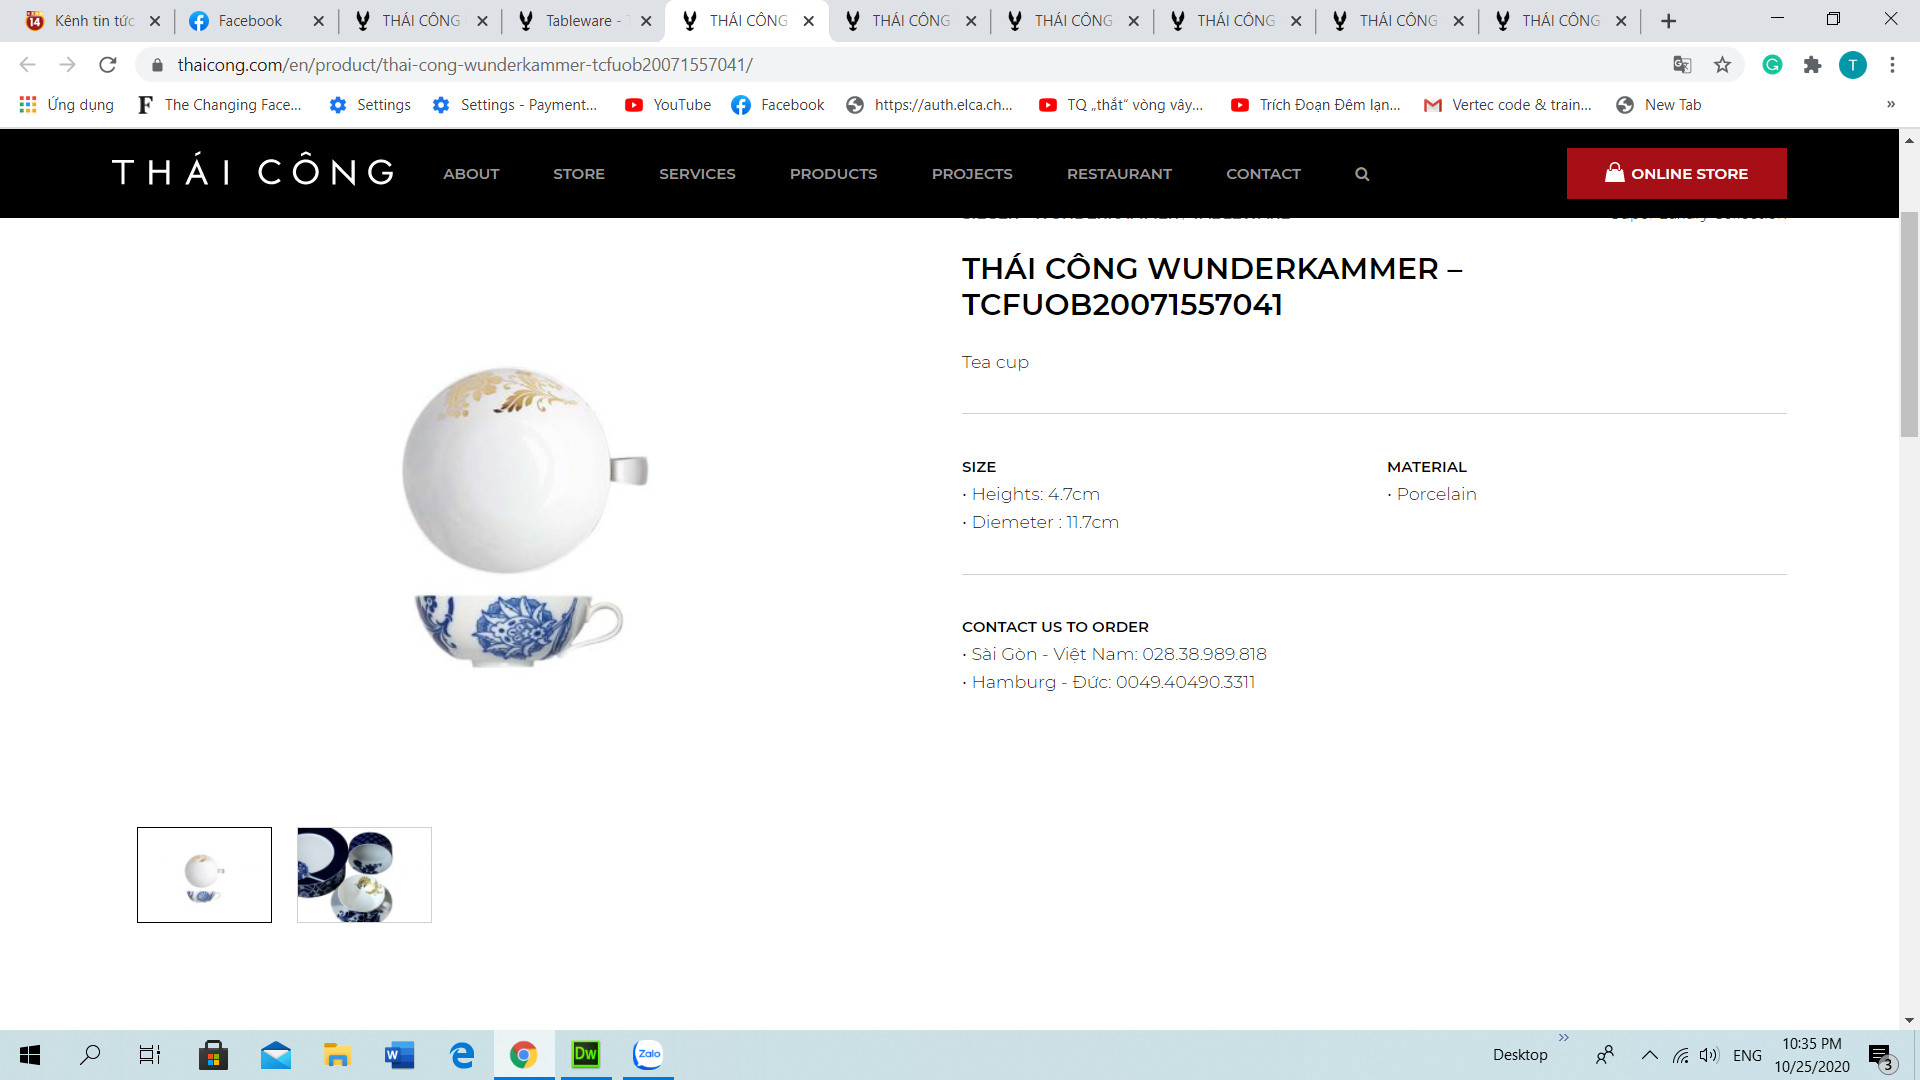 Kênh tin tức
Facebook
THÁI CÔNG
Tableware - T
THÁI CÔNG
THÁI CÔNG
THÁI CÔNG
THÁI CÔNG
THÁI CÔNG
THÁI CÔNG
thaicong.com/en/product/thai-cong-wunderkammer-tcfuob20071557041/
T
Ứng dụng
The Changing Face...
Settings
Settings - Payment...
YouTube
Facebook
https://auth.elca.ch...
TQ „thắt“ vòng vây...
Trích Đoạn Đêm lạn...
Vertec code & train...
New Tab
»
THÁI CÔNG
ABOUT
STORE
SERVICES
PRODUCTS
PROJECTS
RESTAURANT
CONTACT
ONLINE STORE
THÁI CÔNG WUNDERKAMMER –
TCFUOB20071557041
Tea cup
SIZE
• Heights: 4.7cm
• Diemeter : 11.7cm
MATERIAL
• Porcelain
CONTACT US TO ORDER
• Sài Gòn - Việt Nam: 028.38.989.818
• Hamburg - Đức: 0049.40490.3311
Dw
Zalo
Desktop
»
ENG
10:35 PM
10/25/2020
3